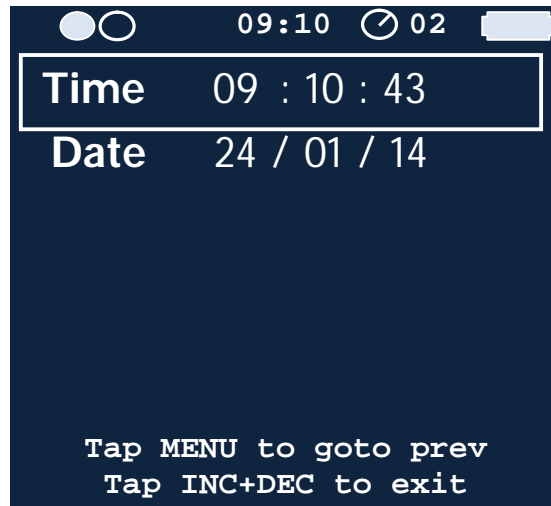 09:10 02
Time 09 : 10 : 43
Date 24 / 01 / 14
Tap MENU to goto prev
Tap INC+DEC to exit